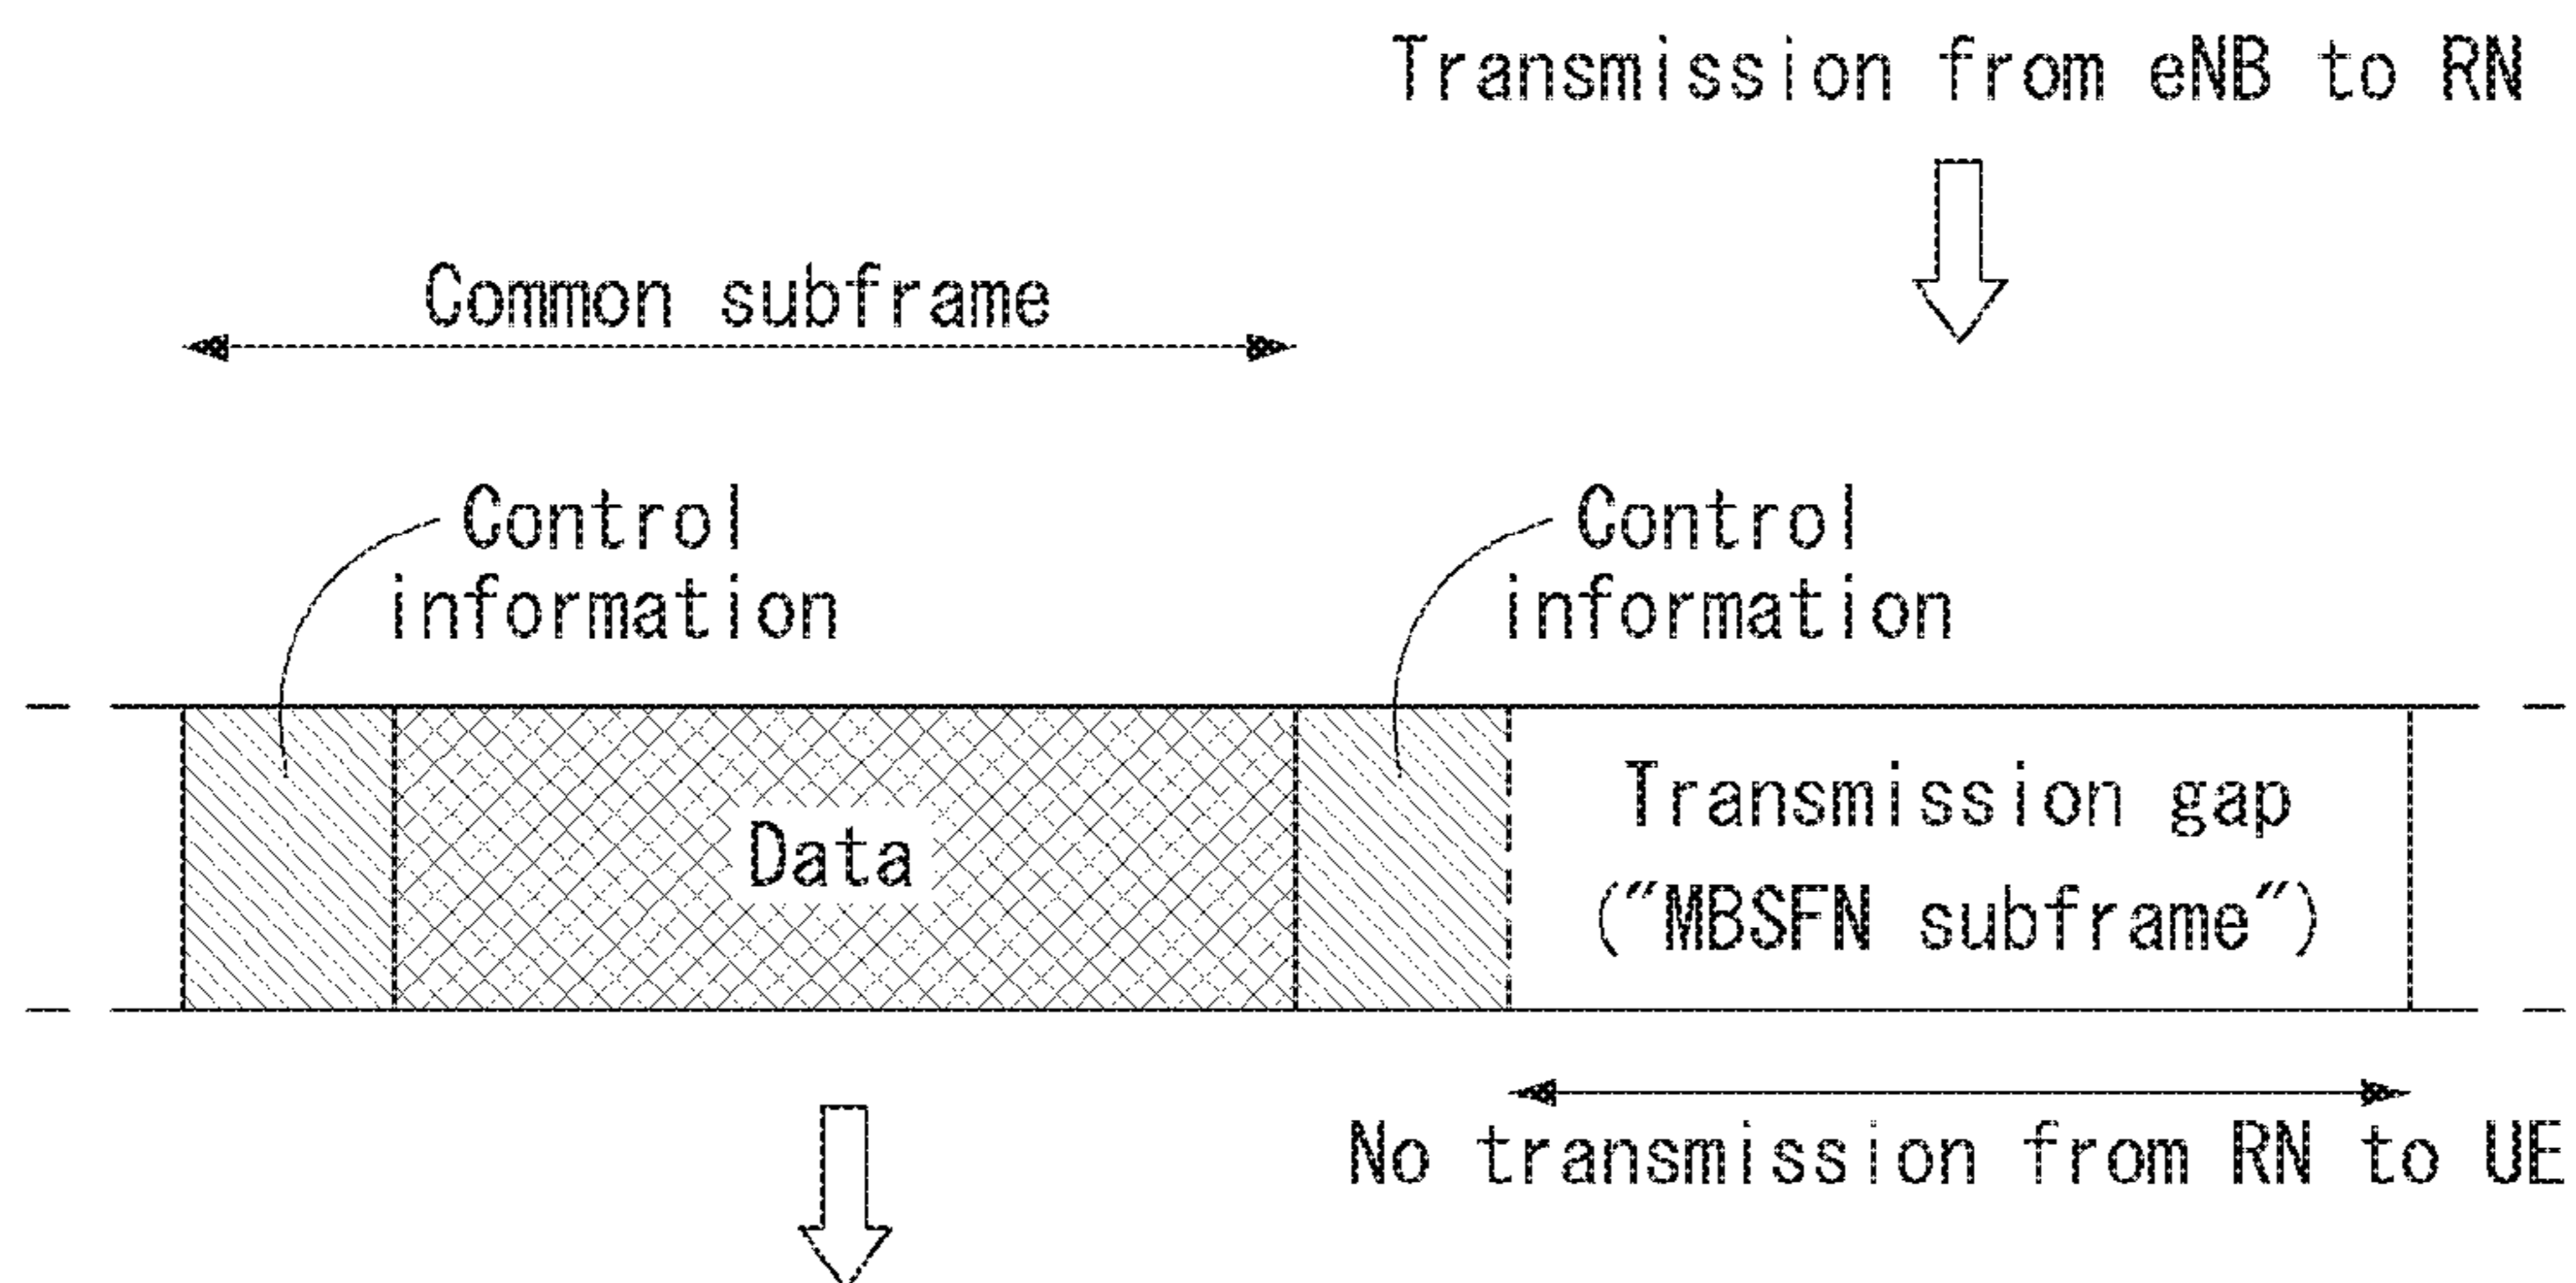 Transmission from eNB to RN
Common subframe
Control
information
Control
information
Data
Transmission gap
("MBSFN subframe")
No transmission from RN to UE